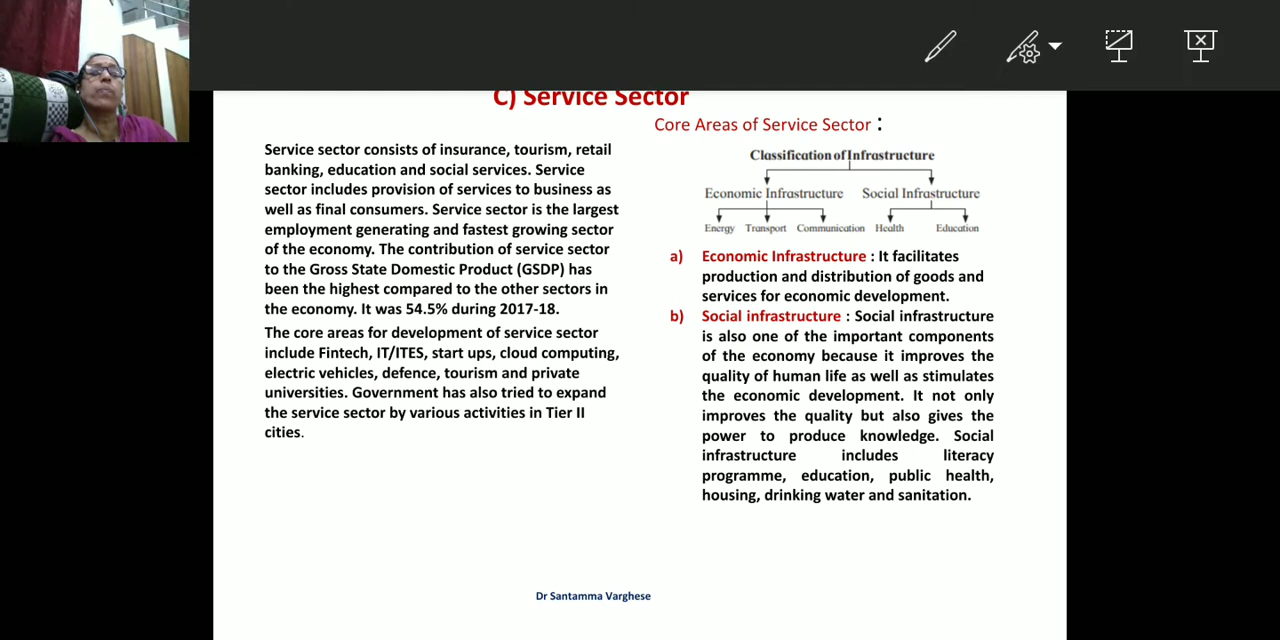 C) Service Sector
Service sector consists of insurance, tourism, retail
banking, education and social services. Service
sector includes provision of services to business as
well as final consumers. Service sector is the largest
employment generating and fastest growing sector
of the economy. The contribution of service sector
to the Gross State Domestic Product (GSDP) has
been the highest compared to the other sectors in
the economy. It was 54.5% during 2017-18.
The core areas for development of service sector
include Fintech, IT/ITES, start ups, cloud computing,
electric vehicles, defence, tourism and private
universities. Government has also tried to expand
the service sector by various activities in Tier II
cities.
Core Areas of Service Sector :
Classification of Infrastructure
Economic Infrastructure Social Infrastructure
Energy Transport Communication Health Education
a) Economic Infrastructure : It facilitates
production and distribution of goods and
services for economic development.
b) Social infrastructure : Social infrastructure
is also one of the important components
of the economy because it improves the
quality of human life as well as stimulates
the economic development. It not only
improves the quality but also gives the
power to produce knowledge. Social
infrastructure includes literacy
programme, education, public health,
housing, drinking water and sanitation.
Dr Santamma Varghese